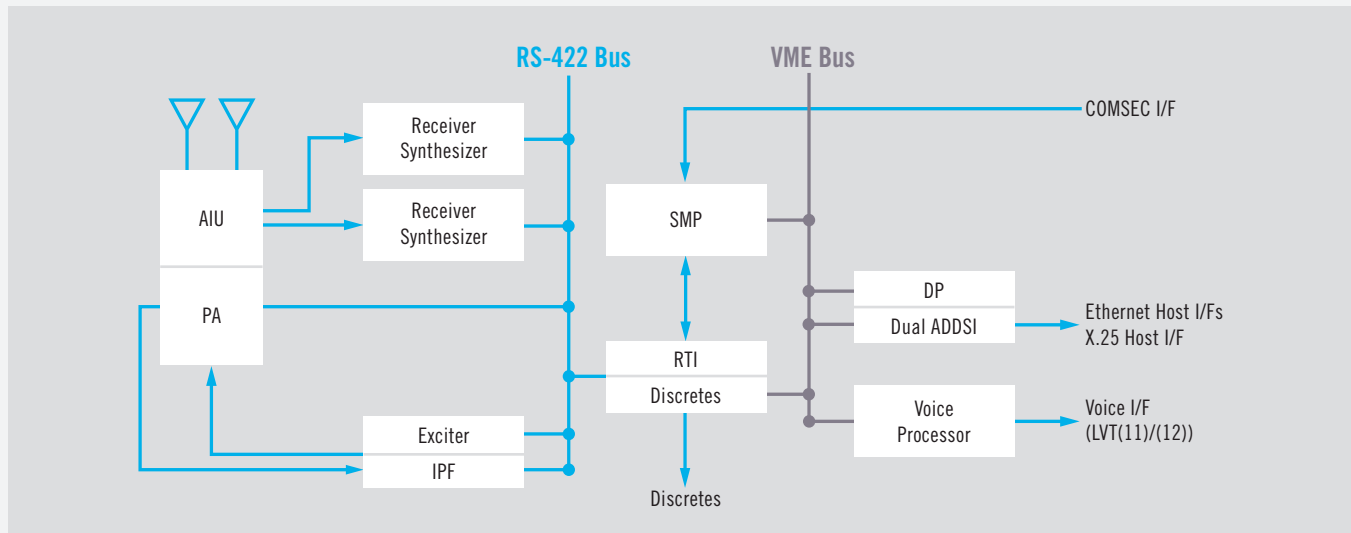 RS-422 Bus
VME Bus
COMSEC I/F
Receiver
Synthesizer
Receiver
Synthesizer
AIU
PA
SMP
DP
Dual ADDSI
Ethernet Host I/Fs
X.25 Host I/F
RTI
Discretes
Voice
Processor
Voice I/F
(LVT(11)/(12))
Exciter
IPF
Discretes